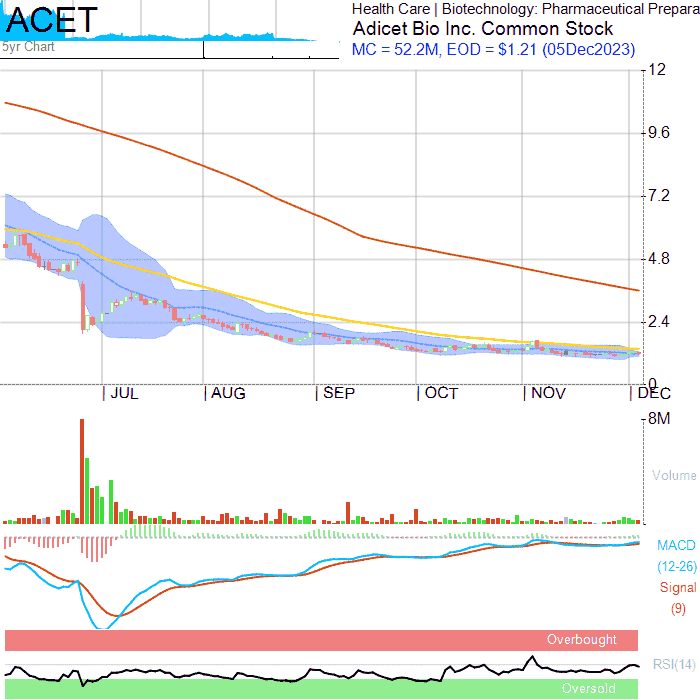 ACET
5yr Chart
Health Care | Biotechnology: Pharmaceutical Prepara
Adicet Bio Inc. Common Stock
MC = 52.2M, EOD = $1.21 (05Dec2023)
12
9.6
7.2
4.8
2.4
0
JUL AUG SEP OCT NOV DEC
8M
Volume
MACD
(12-26)
Signal
(9)
Overbought
RSI(14)
Oversold